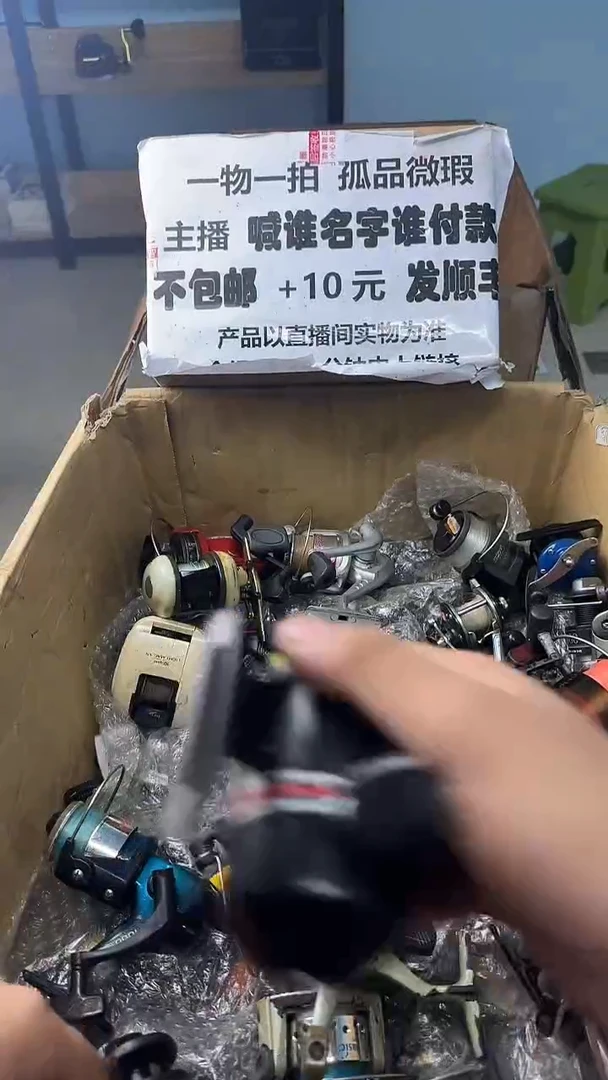 一物一拍 孤品微瑕
主播 喊谁名字谁付款
不包邮 +10元 发顺丰
产品以直播间实物为准